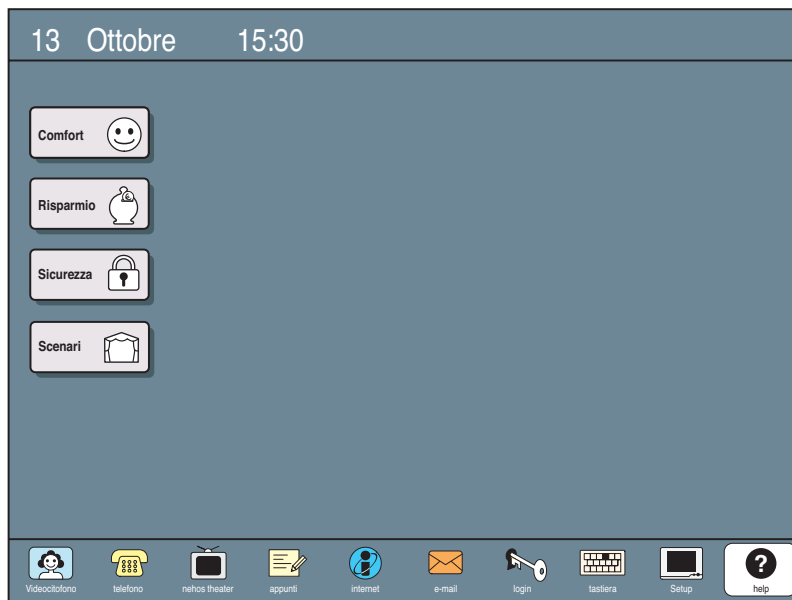 13 Ottobre 15:30
Comfort
Risparmio
€
Sicurezza
Scenari
Videocitofono telefono nehos theater appunti internet e-mail login tastiera Setup help